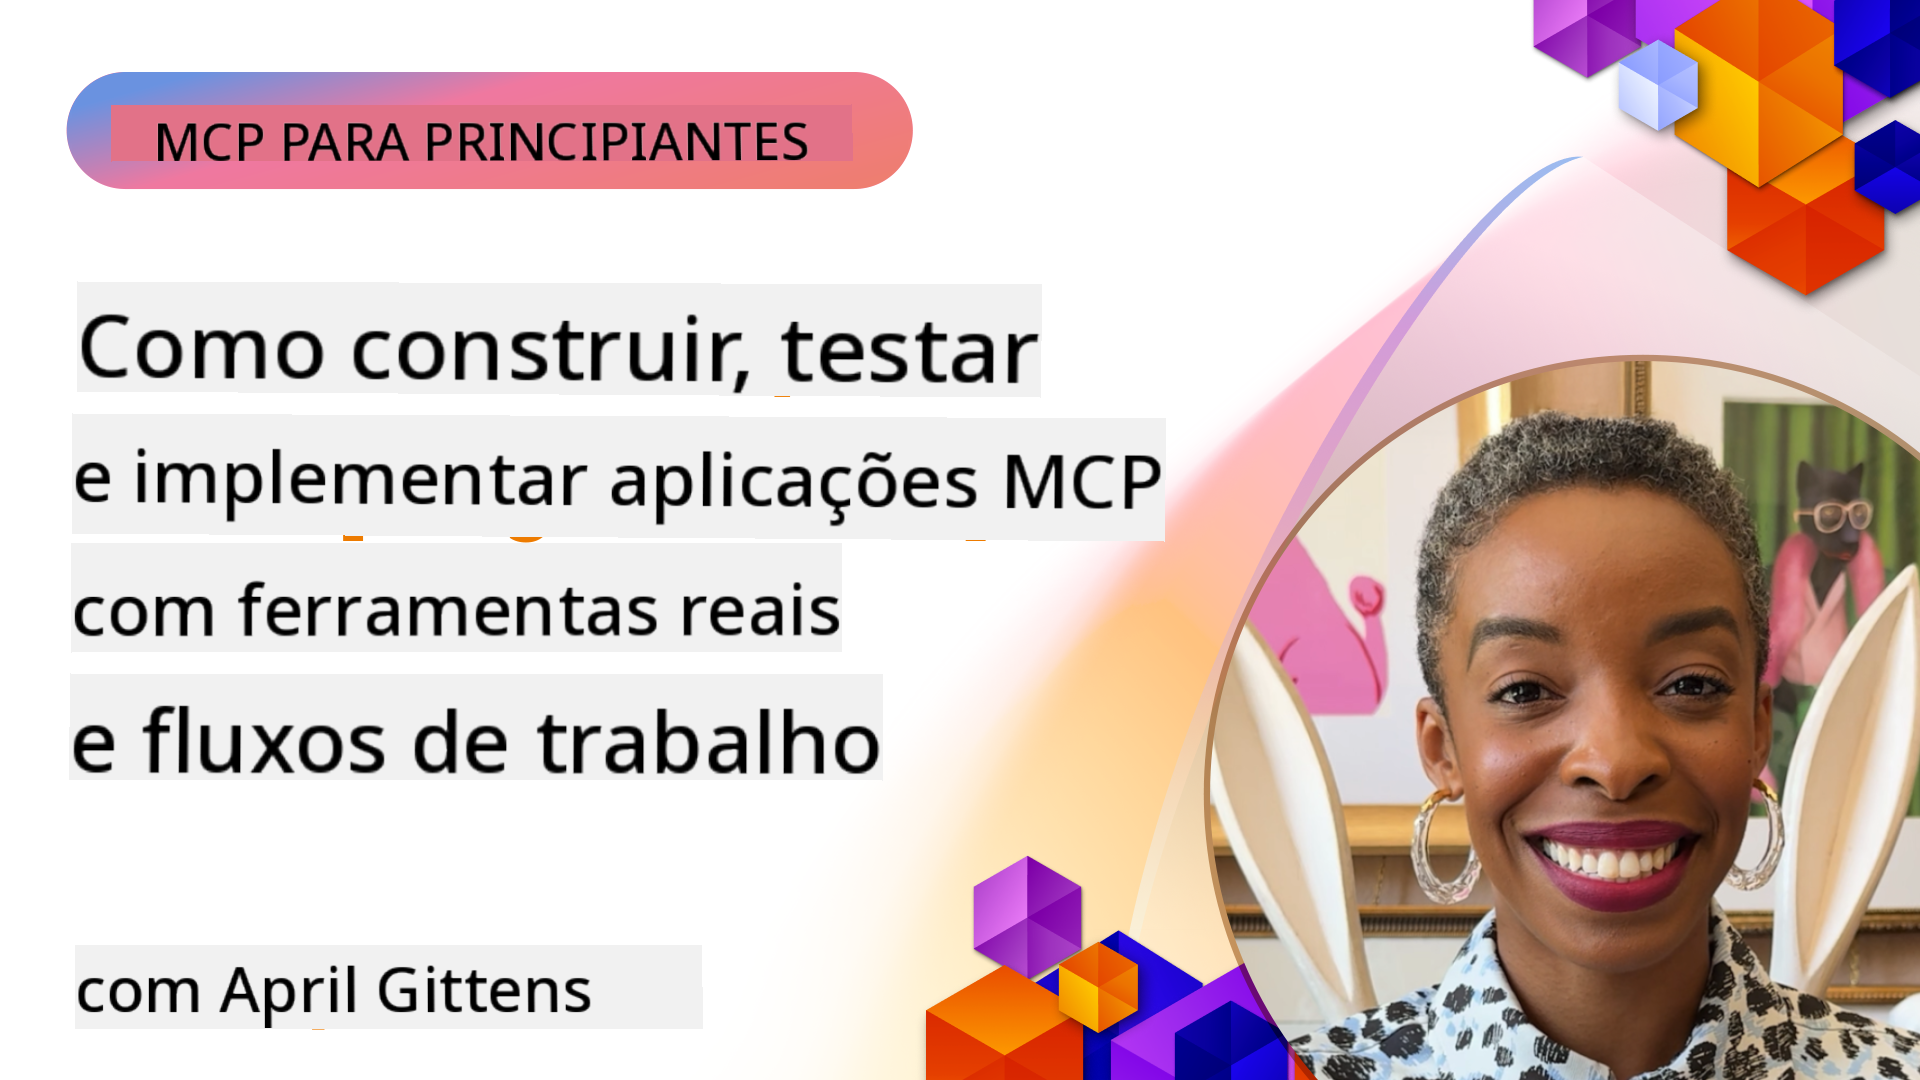 MCP PARA PRINCIPIANTES
Como construir, testar
e implementar aplicações MCP
com ferramentas reais
e fluxos de trabalho
com April Gittens